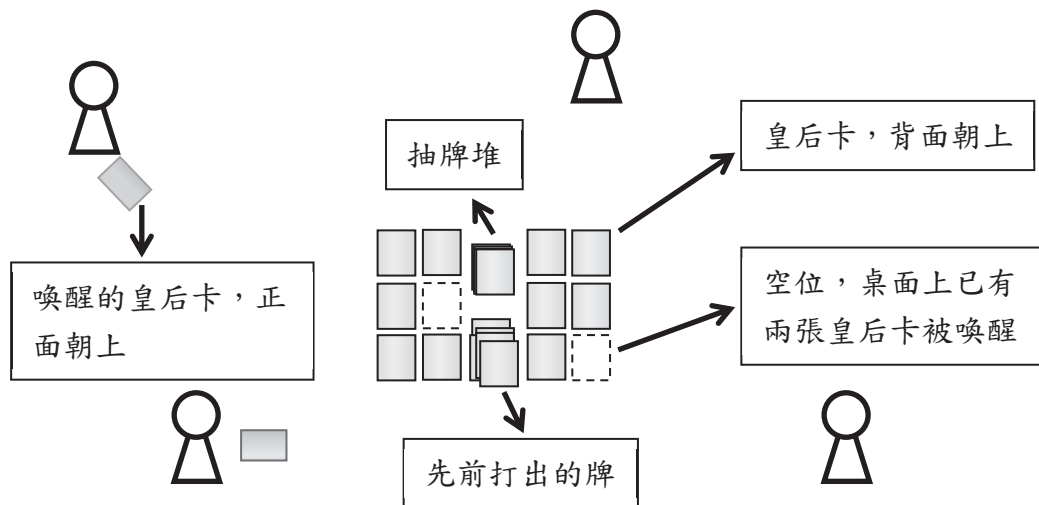 抽牌堆
皇后卡，背面朝上
喚醒的皇后卡，正
面朝上
空位，桌面上已有
兩張皇后卡被喚醒
先前打出的牌